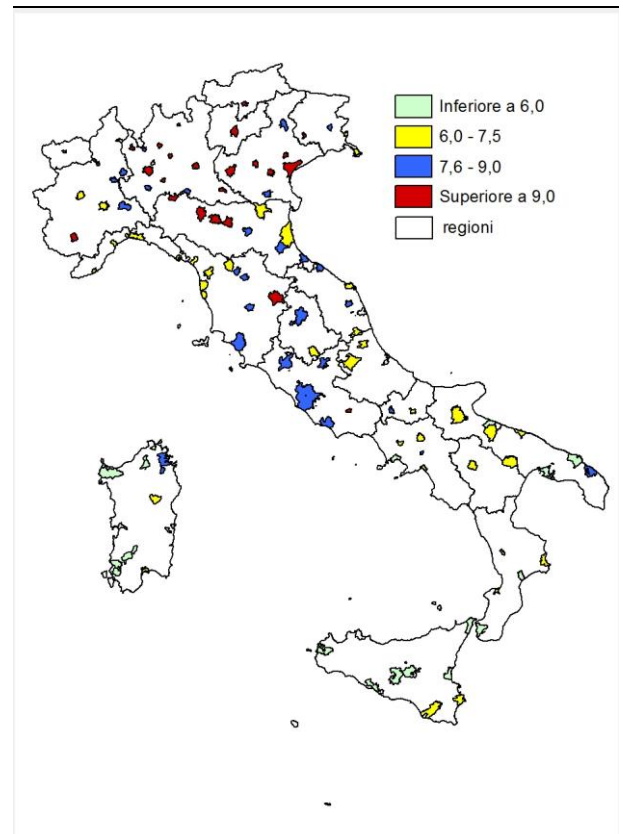 Inferiore a 6,0
6,0 - 7,5
7,6 - 9,0
Superiore a 9,0
regioni